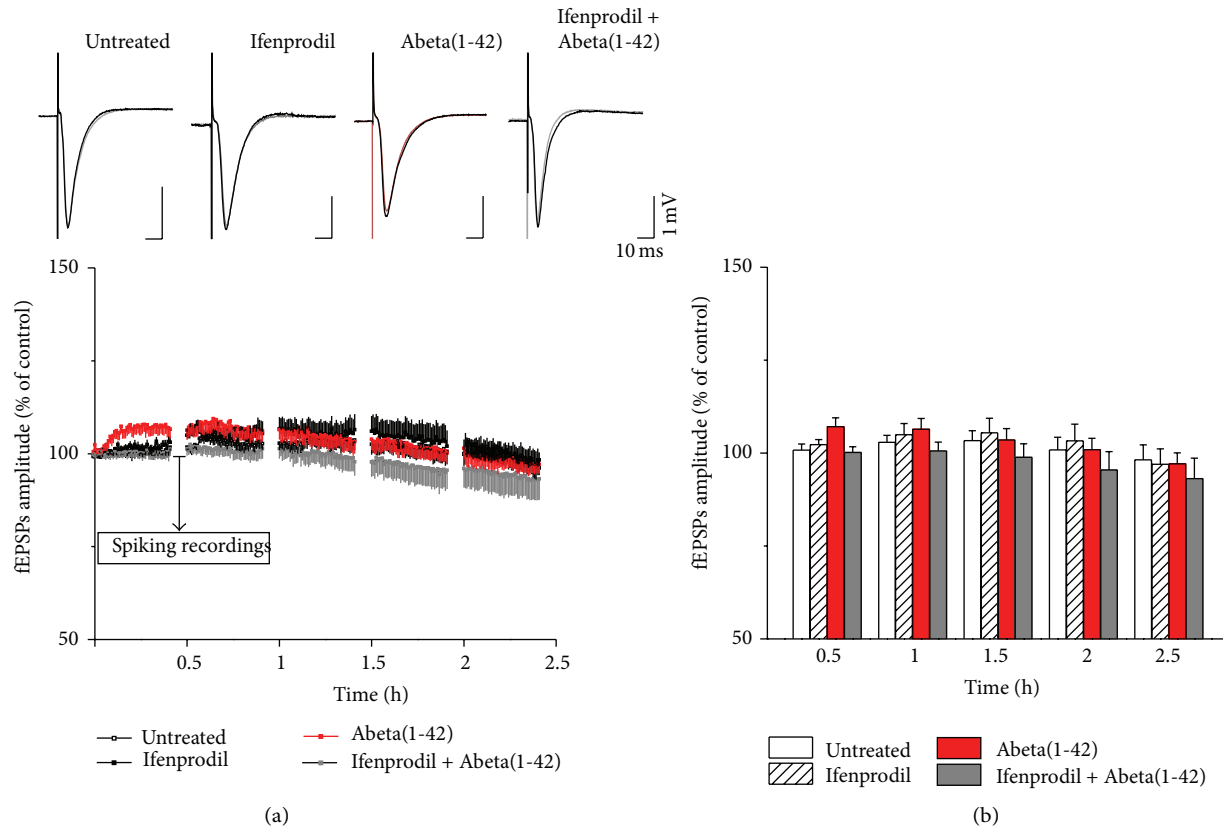 Untreated
Ifenprodil
Abeta(1-42)
Ifenprodil +
Abeta(1-42)
1 mV
10 ms
150
100
50
fEPSPs amplitude (% of control)
Spiking recordings
0.5
1
1.5
2
2.5
Time (h)
Untreated
Ifenprodil
Abeta(1-42)
Ifenprodil + Abeta(1-42)
(a)
150
100
50
fEPSPs amplitude (% of control)
0.5
1
1.5
2
2.5
Time (h)
Untreated
Ifenprodil
Abeta(1-42)
Ifenprodil + Abeta(1-42)
(b)